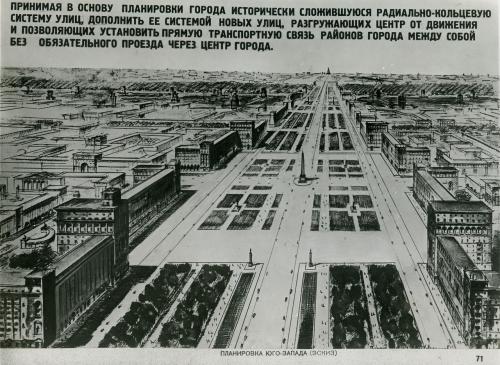 ПРИНИМАЯ В ОСНОВУ ПЛАНИРОВКИ ГОРОДА ИСТОРИЧЕСКИ СЛОЖИВШУЮСЯ РАДИАЛЬНО-КОЛЬЦЕВУЮ
СИСТЕМУ УЛИЦ, ДОПОЛНИТЬ ЕЕ СИСТЕМОЙ НОВЫХ УЛИЦ, РАЗГРУЖАЮЩИХ ЦЕНТР ОТ ДВИЖЕНИЯ
И ПОЗВОЛЯЮЩИХ УСТАНОВИТЬ ПРЯМУЮ ТРАНСПОРТНУЮ СВЯЗЬ РАЙОНОВ ГОРОДА МЕЖДУ СОБОЙ
БЕЗ ОБЯЗАТЕЛЬНОГО ПРОЕЗДА ЧЕРЕЗ ЦЕНТР ГОРОДА.
ПЛАНИРОВКА ЮГО-ЗАПАДА (ЭСКИЗ)
71